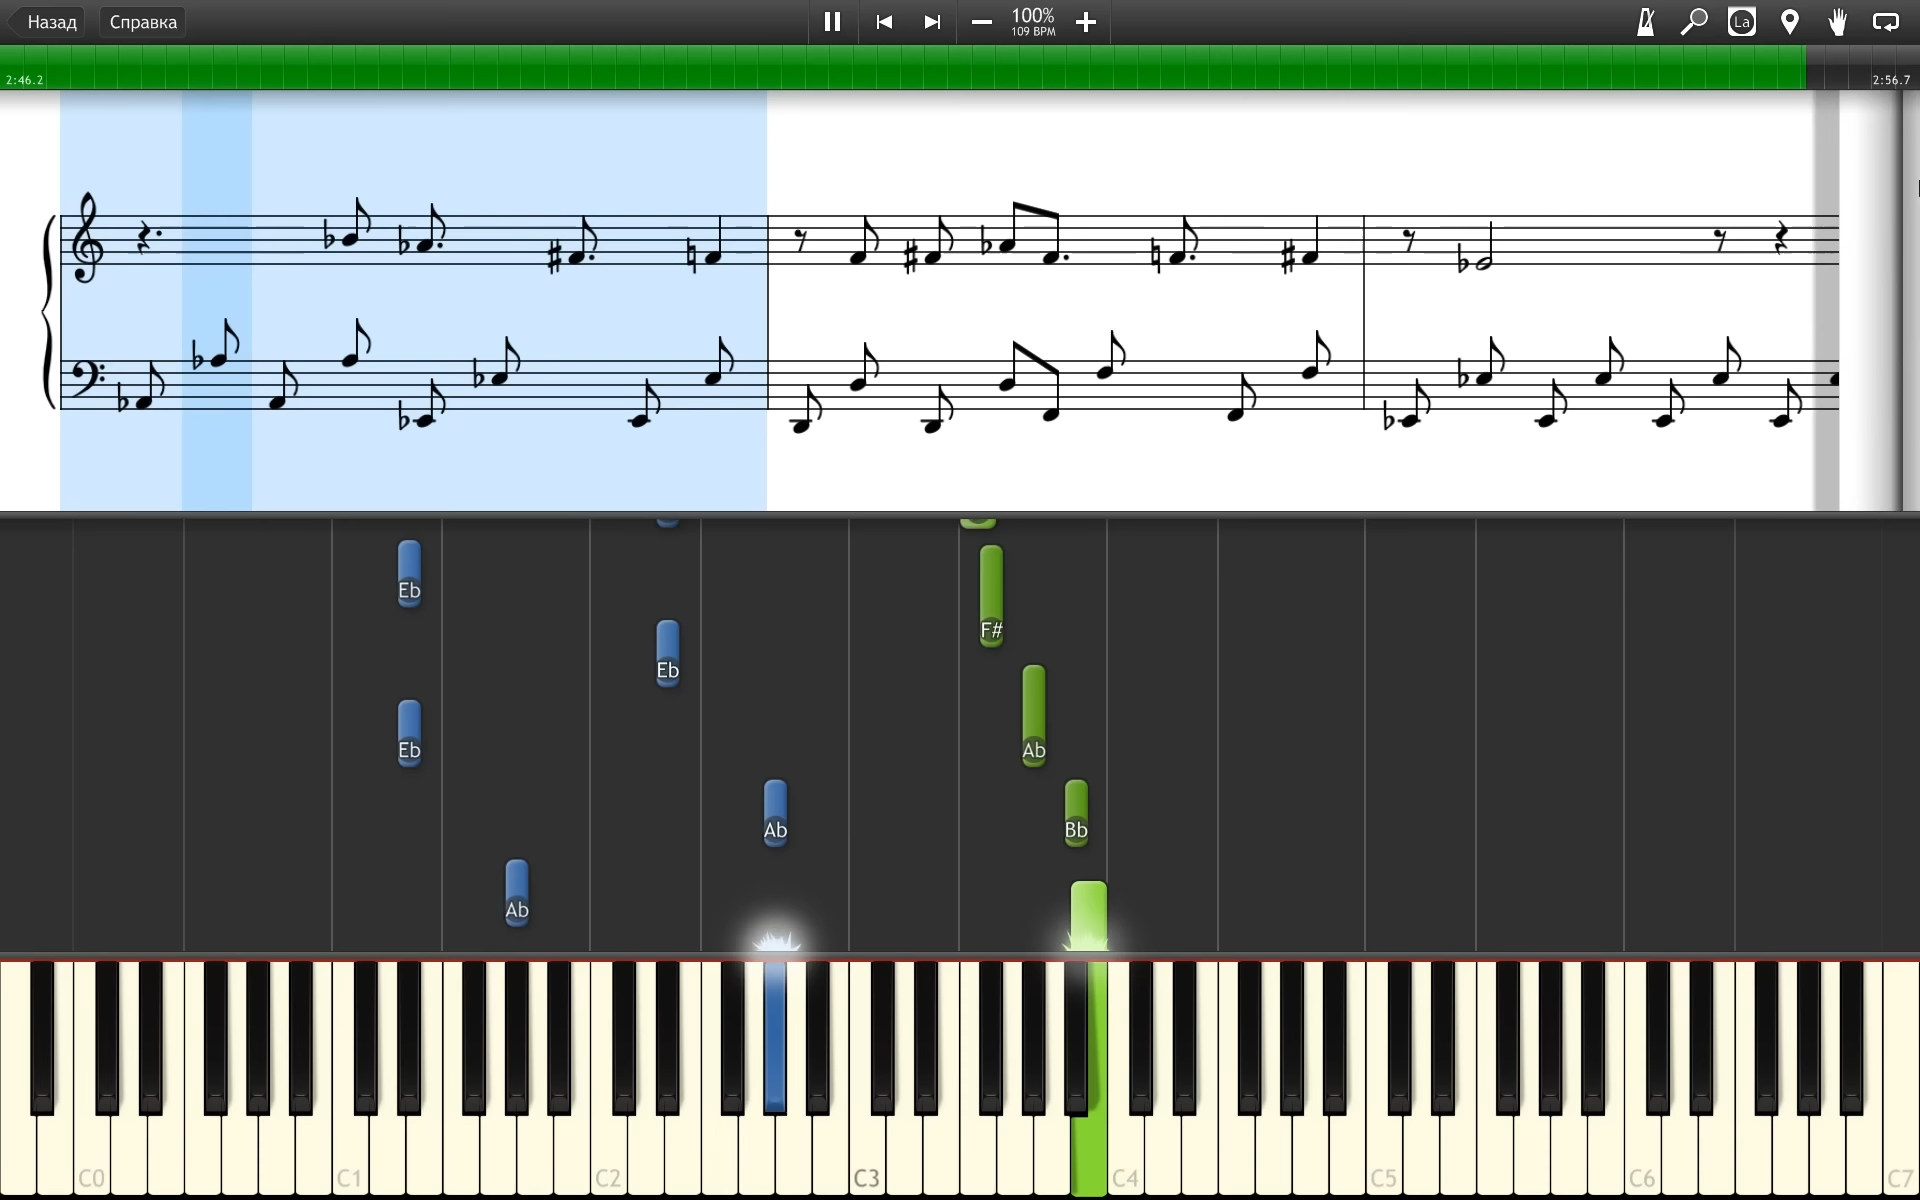 Назад Справка 100% La
109 BPM
2:46.2 2:56.7
Eb F#
Eb
Eb Ab
Ab Bb
Ab
C0 C1 C2 C3 C4 C5 C6 C7